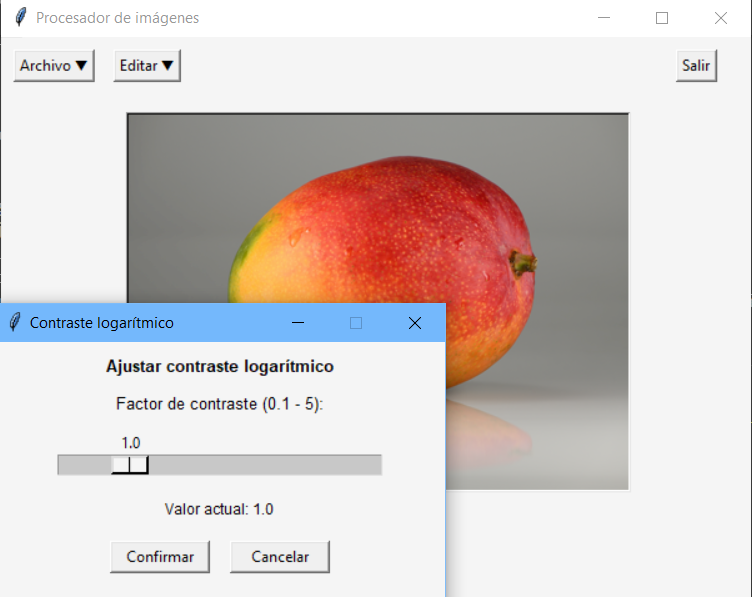 Procesador de imágenes
Archivo ▼ Editar ▼ Salir
Contraste logarítmico
Ajustar contraste logarítmico
Factor de contraste (0.1 - 5):
1.0
Valor actual: 1.0
Confirmar Cancelar